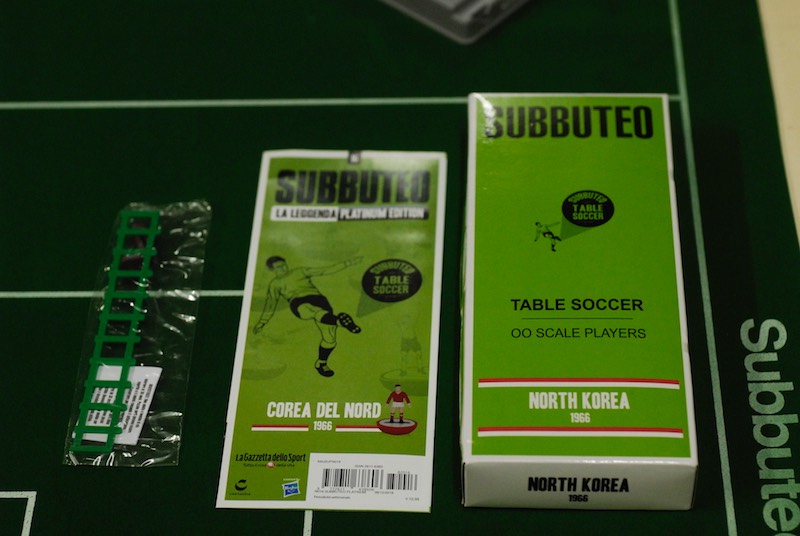 SUBBUTEO
LA LEGGENDA PLATINUM EDITION
SUBBUTEO
TABLE
SOCCER
COREA DEL NORD
1966
La Gazzetta dello Sport
SUBBUTEO
SUBBUTEO
TABLE
SOCCER
TABLE SOCCER
OO SCALE PLAYERS
NORTH KOREA
1966
NORTH KOREA
1966
Subbuteo